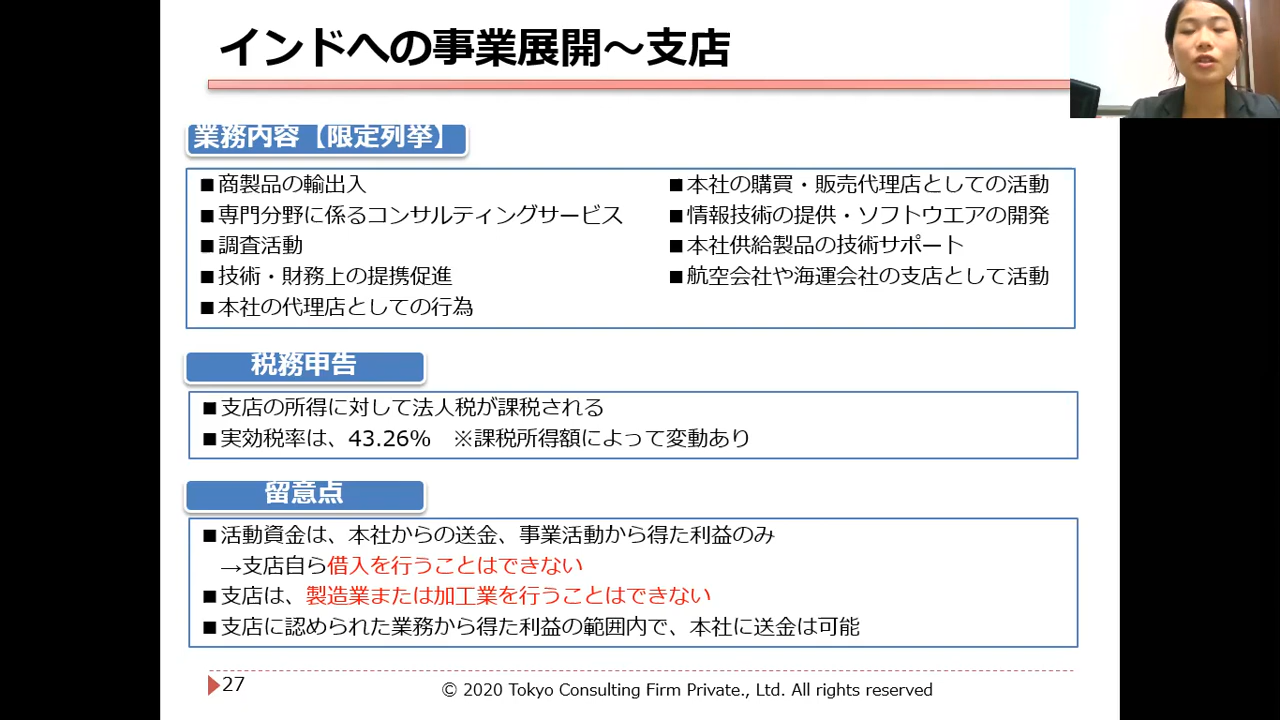 インドへの事業展開～支店
業務内容【限定列挙】
■商製品の輸出入
■専門分野に係るコンサルティングサービス
■調査活動
■技術・財務上の提携促進
■本社の代理店としての行為
■本社の購買・販売代理店としての活動
■情報技術の提供・ソフトウエアの開発
■本社供給製品の技術サポート
■航空会社や海運会社の支店として活動
税務申告
■支店の所得に対して法人税が課税される
■実効税率は、43.26%　※課税所得額によって変動あり
留意点
■活動資金は、本社からの送金、事業活動から得た利益のみ
→支店自ら借入を行うことはできない
■支店は、製造業または加工業を行うことはできない
■支店に認められた業務から得た利益の範囲内で、本社に送金は可能
27
© 2020 Tokyo Consulting Firm Private., Ltd. All rights reserved